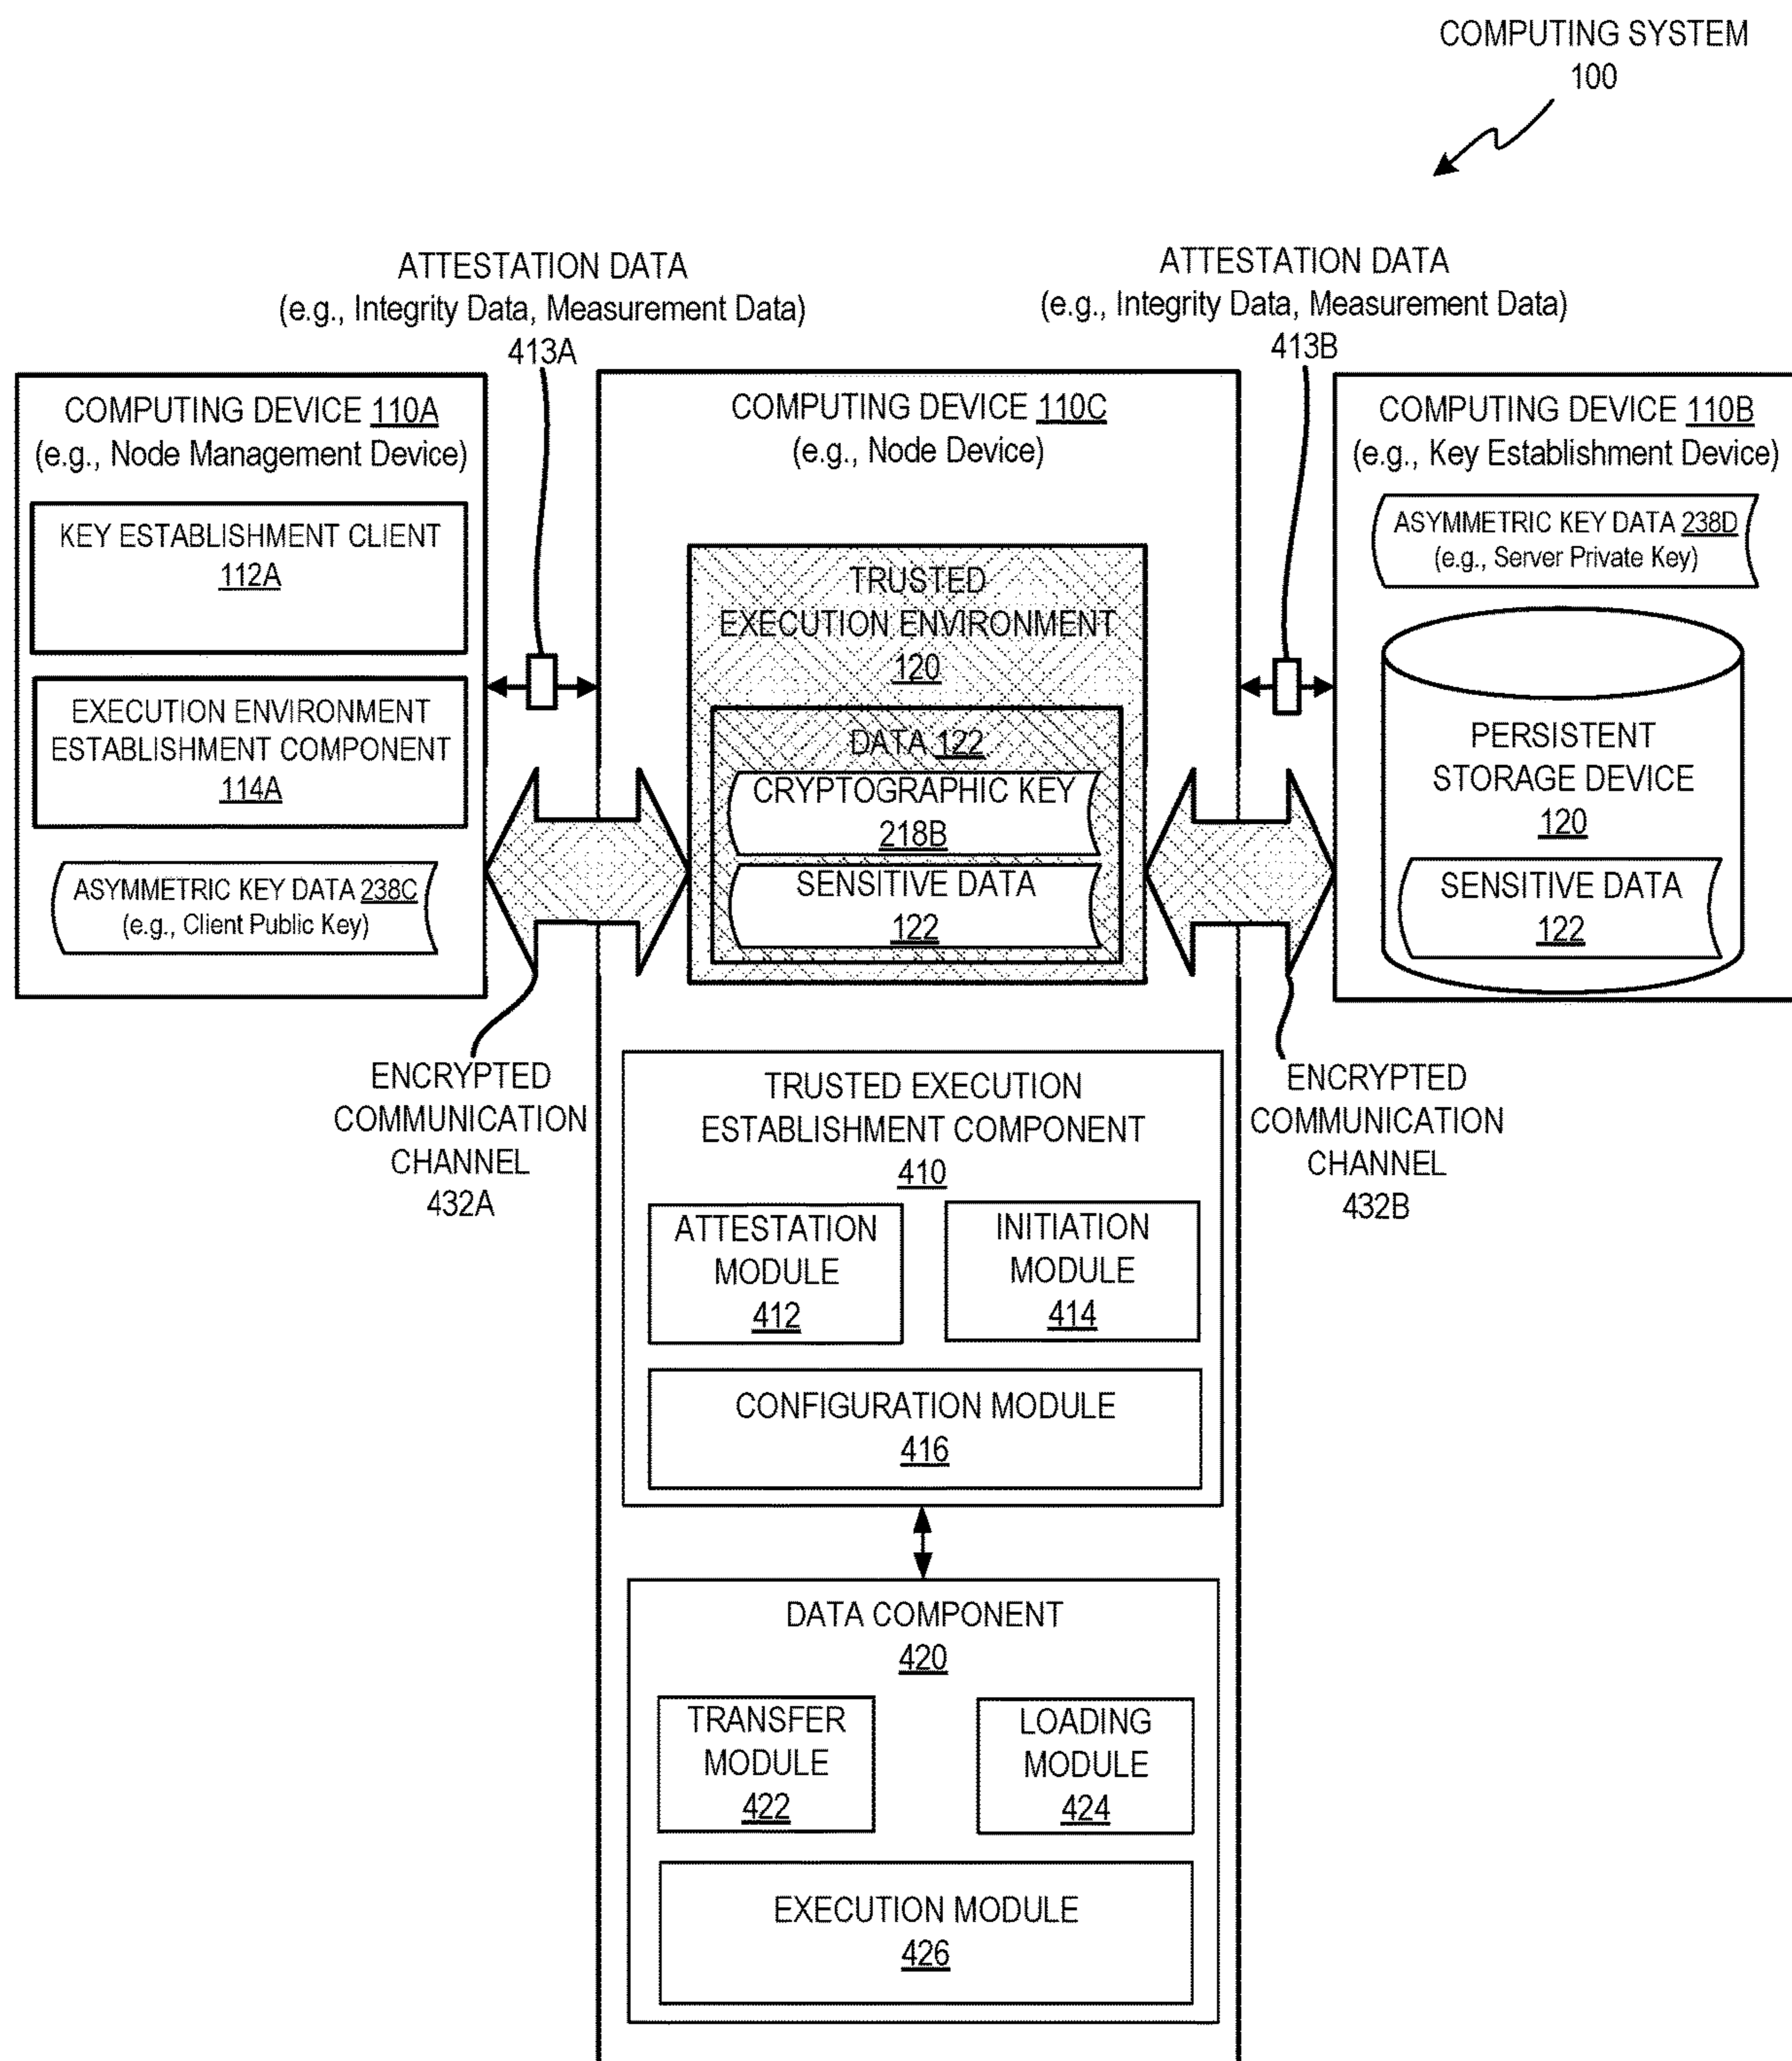 COMPUTING SYSTEM
100
ATTESTATION DATA
(e.g., Integrity Data, Measurement Data)
413A
ATTESTATION DATA
(e.g., Integrity Data, Measurement Data)
413B
COMPUTING DEVICE 110A
(e.g., Node Management Device)
KEY ESTABLISHMENT CLIENT
112A
EXECUTION ENVIRONMENT
ESTABLISHMENT COMPONENT
114A
ASYMMETRIC KEY DATA 238C
(e.g., Client Public Key)
COMPUTING DEVICE 110C
(e.g., Node Device)
TRUSTED
EXECUTION ENVIRONMENT
120
DATA 122
CRYPTOGRAPHIC KEY
218B
SENSITIVE DATA
122
COMPUTING DEVICE 110B
(e.g., Key Establishment Device)
ASYMMETRIC KEY DATA 238D
(e.g., Server Private Key)
PERSISTENT
STORAGE DEVICE
120
SENSITIVE DATA
122
ENCRYPTED
COMMUNICATION
CHANNEL
432A
ENCRYPTED
COMMUNICATION
CHANNEL
432B
TRUSTED EXECUTION
ESTABLISHMENT COMPONENT
410
ATTESTATION
MODULE
412
INITIATION
MODULE
414
CONFIGURATION MODULE
416
DATA COMPONENT
420
TRANSFER
MODULE
422
LOADING
MODULE
424
EXECUTION MODULE
426